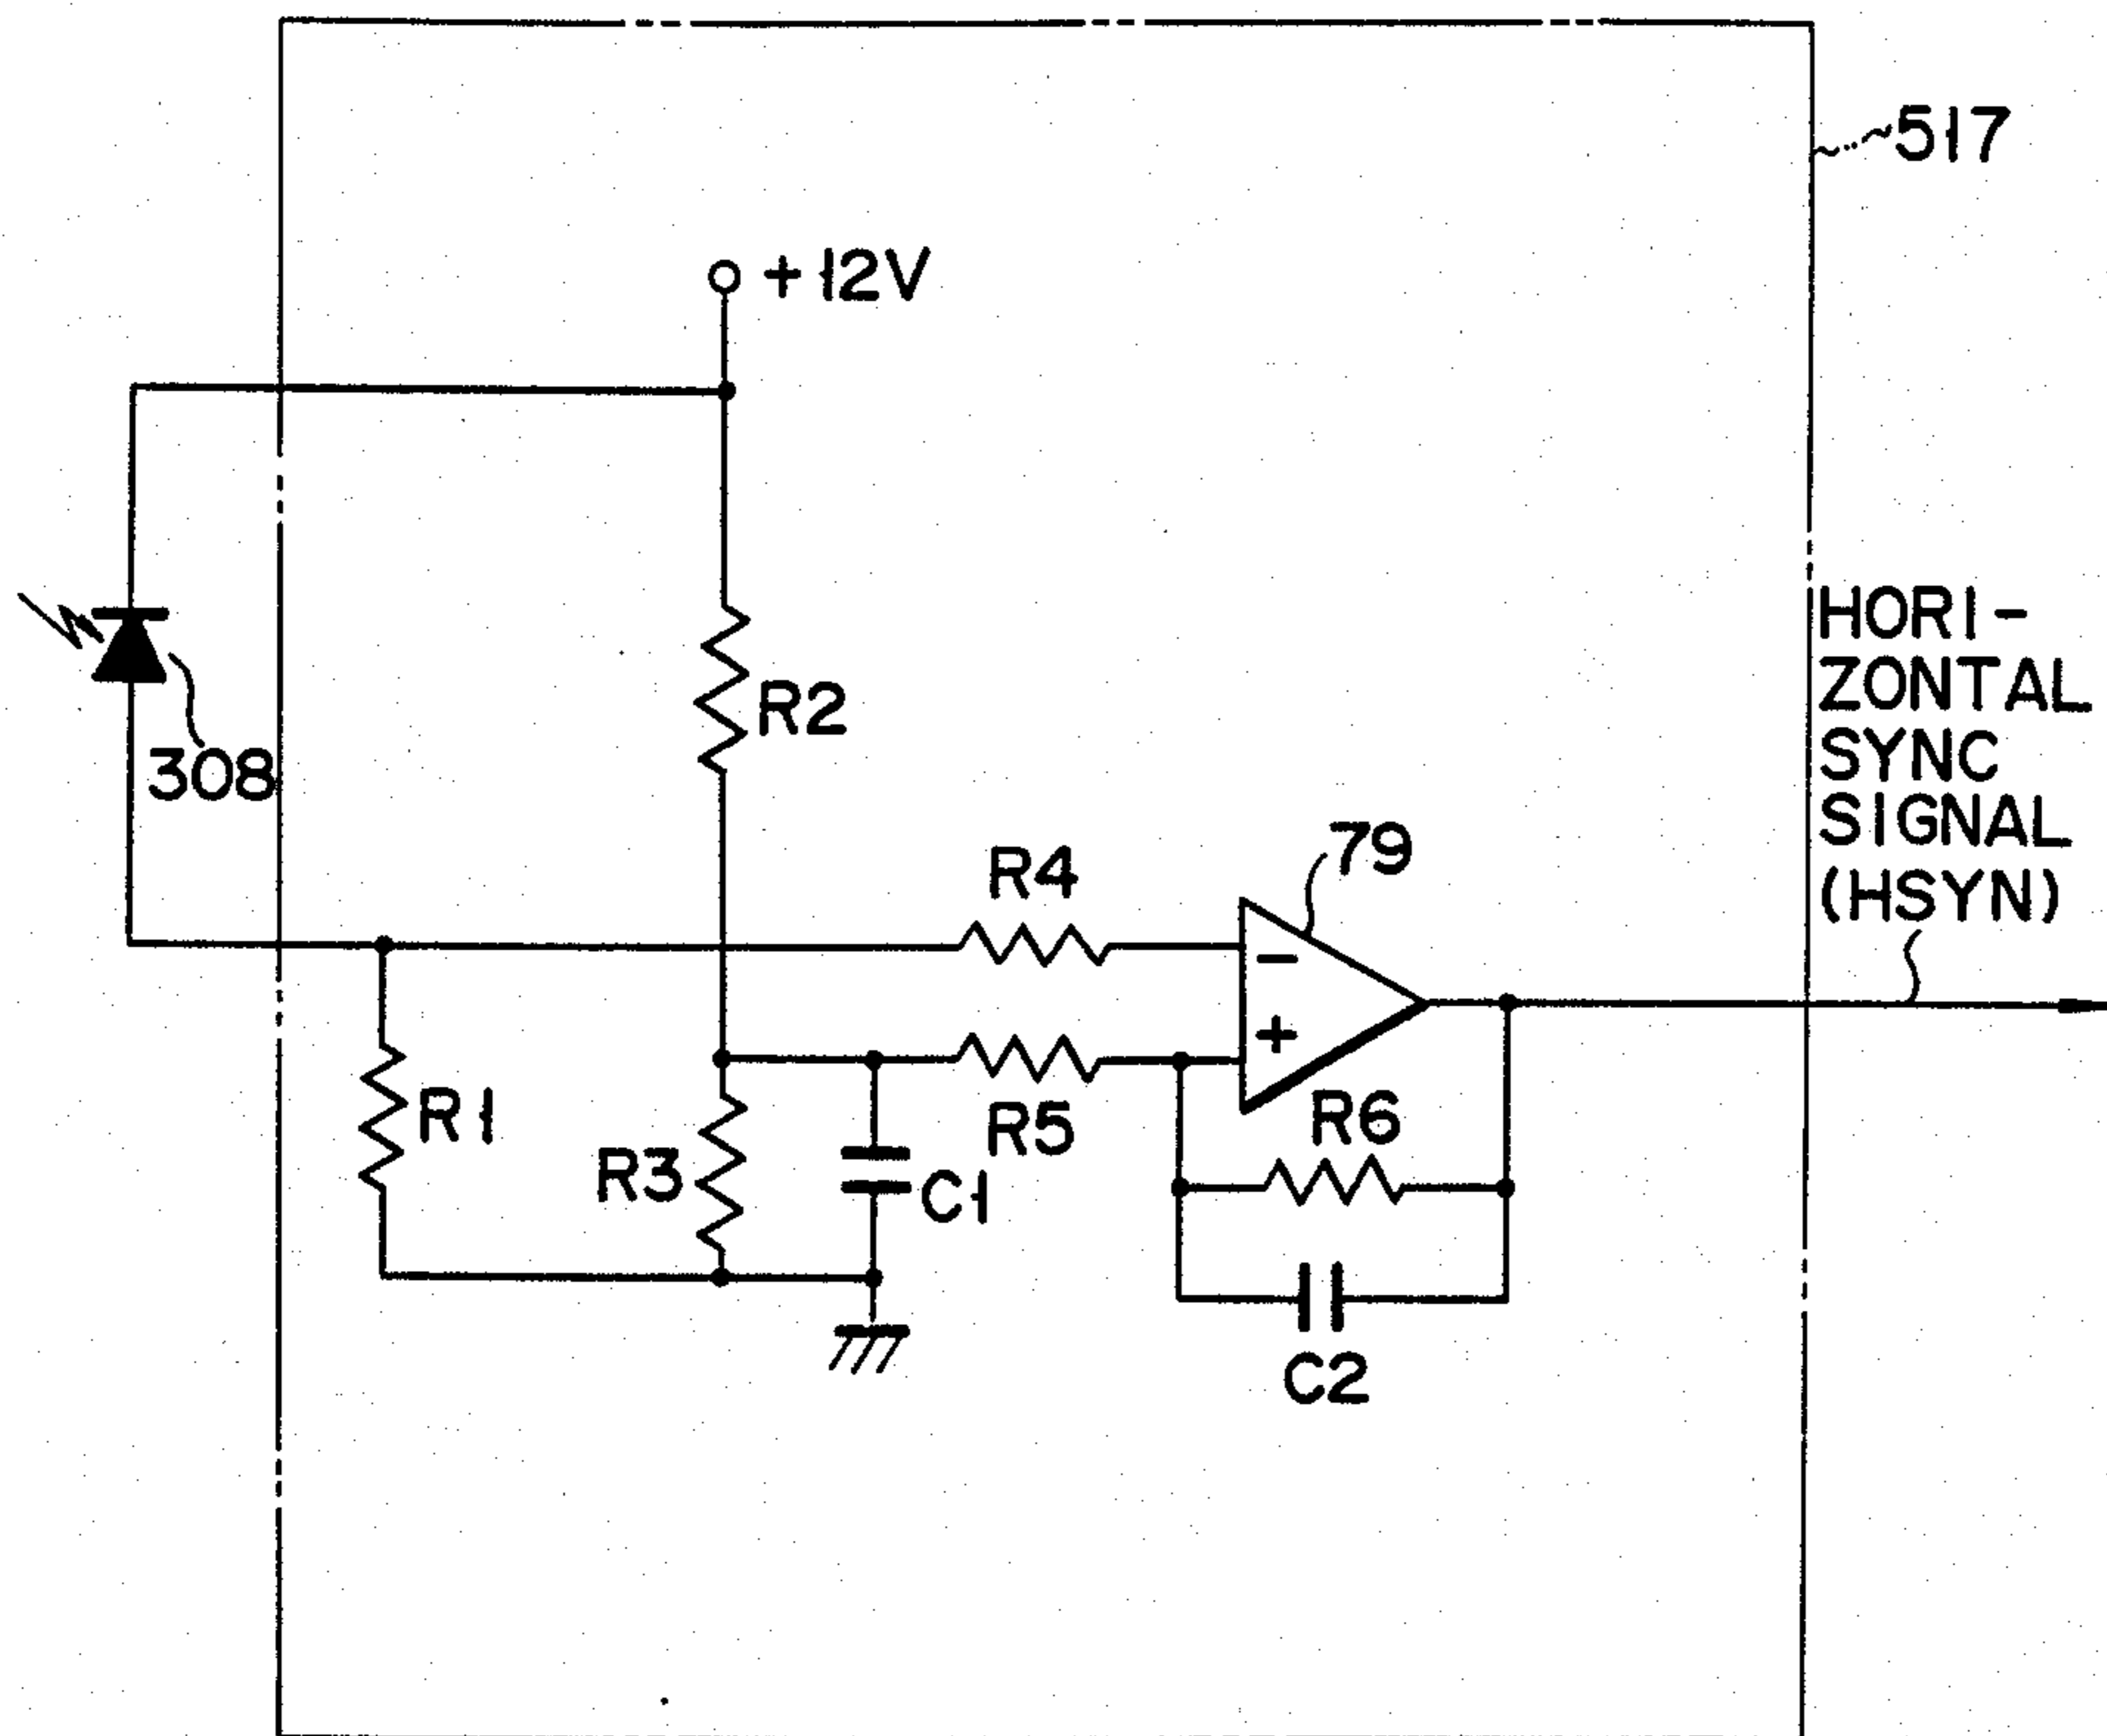 517
+12V
R2
308
HORI-
ZONTAL
SYNC
SIGNAL
(HSYN)
79
R4
-
+
R1
R5
R6
R3
C1
C2